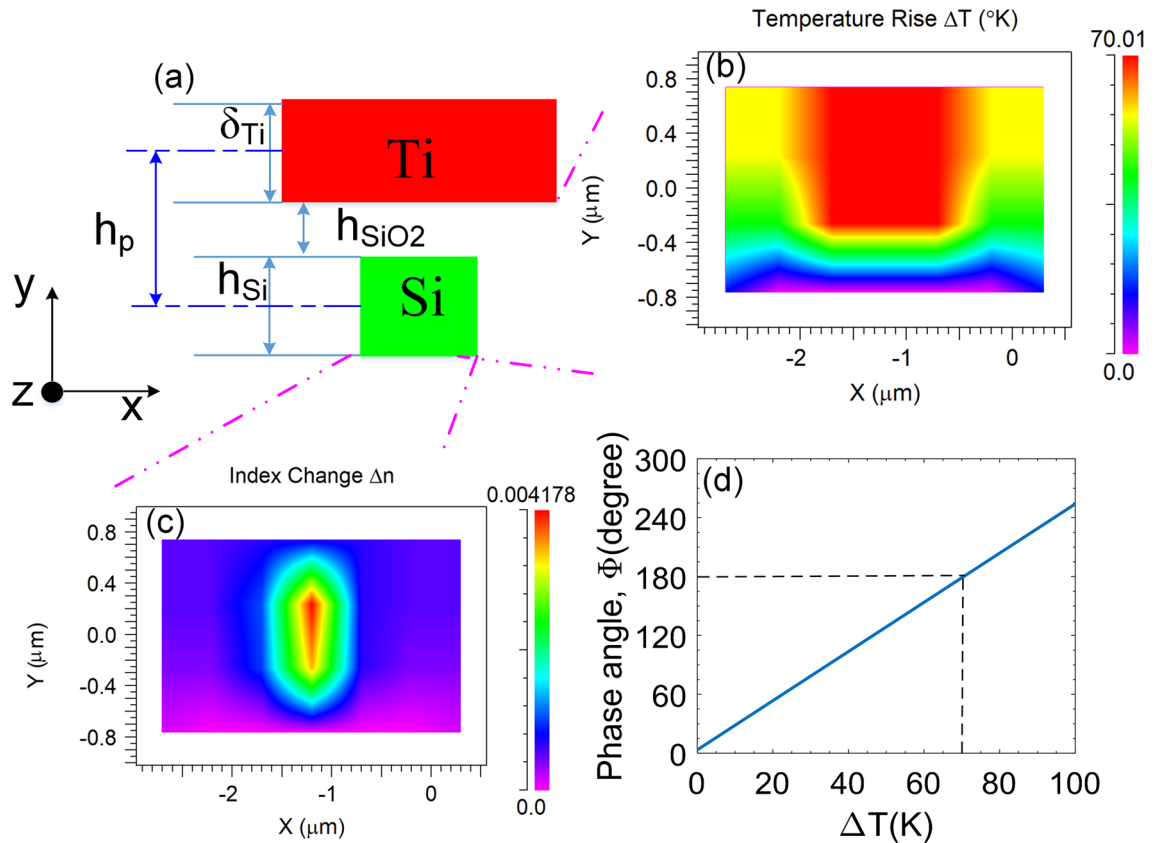 (a)
δTi
Ti
hp
hSiO2
hSi
Si
y
z
x
Temperature Rise ΔT (°K)
(b)
70.01
0.0
0.8
0.4
0.0
-0.4
-0.8
Y (μm)
-2
-1
0
X (μm)
Index Change Δn
(c)
0.004178
0.0
0.8
0.4
0.0
-0.4
-0.8
Y (μm)
-2
-1
0
X (μm)
(d)
300
240
180
120
60
0
Phase angle, Φ(degree)
0
20
40
60
80
100
ΔT(K)